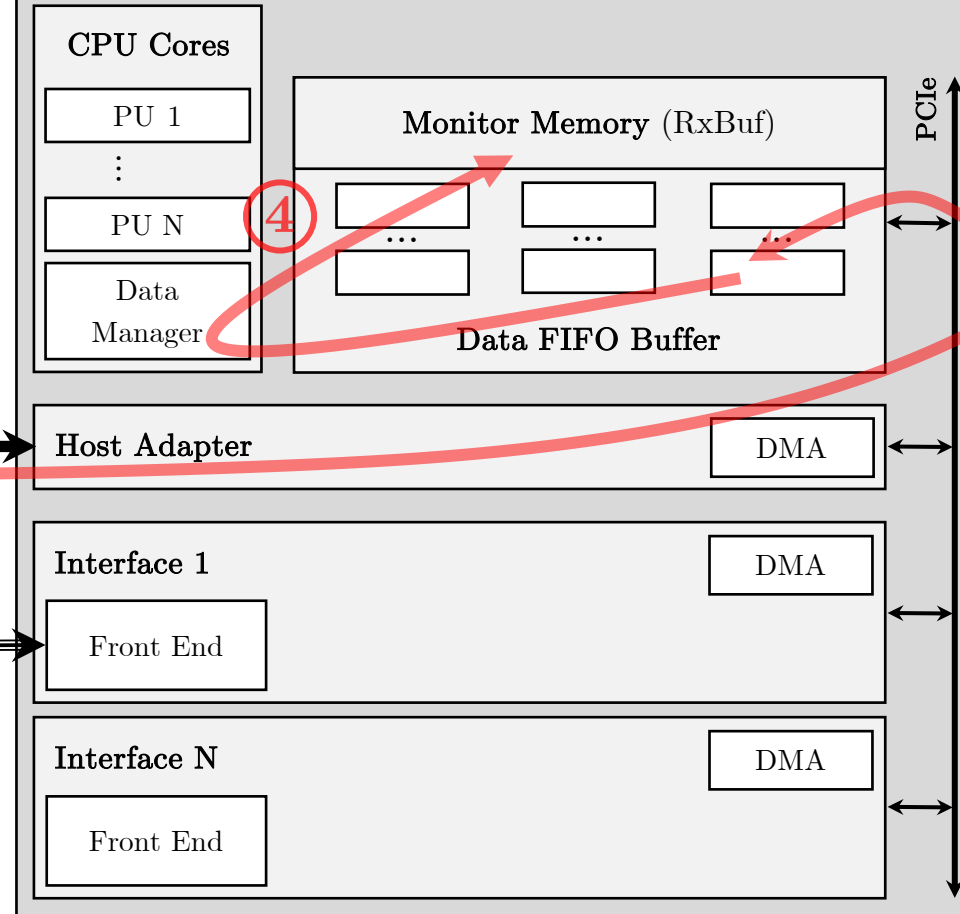 CPU Cores
PU 1
⋮
PU N
Data
Manager
4
Monitor Memory (RxBuf)
...
...
...
Data FIFO Buffer
PCIe
Host Adapter
DMA
Interface 1
DMA
Front End
Interface N
DMA
Front End